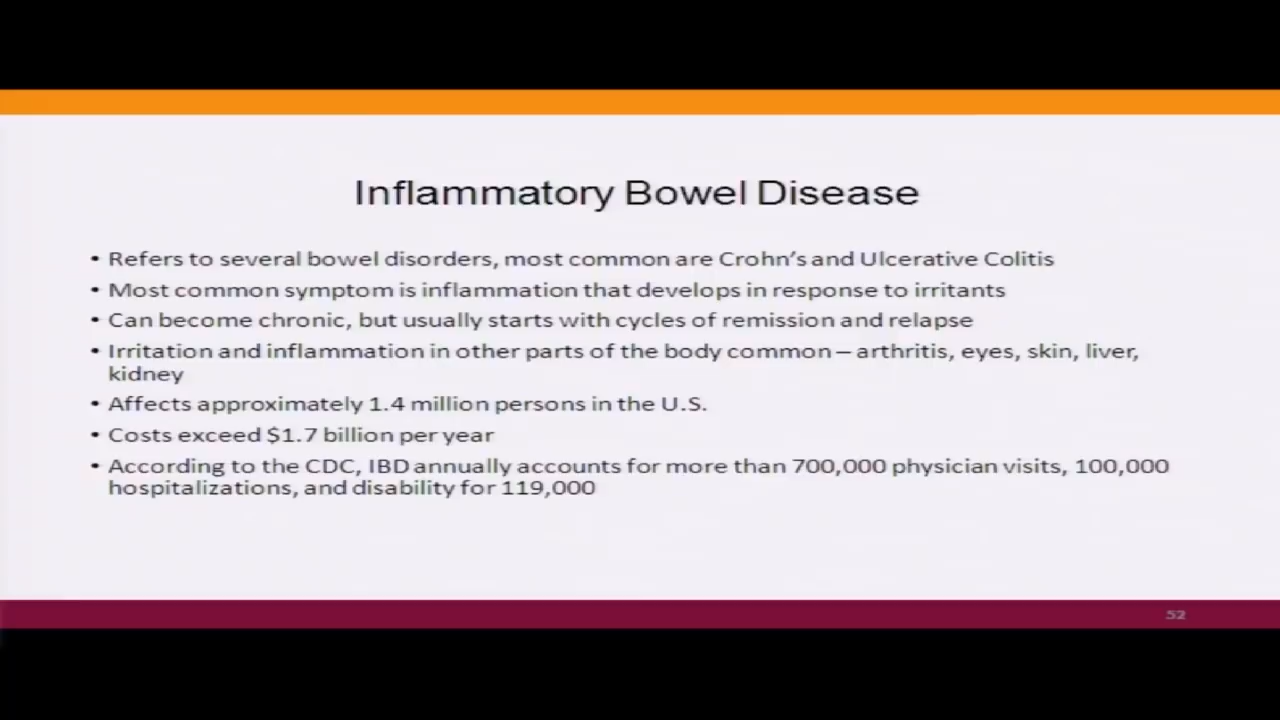 Inflammatory Bowel Disease
• Refers to several bowel disorders, most common are Crohn's and Ulcerative Colitis
• Most common symptom is inflammation that develops in response to irritants
• Can become chronic, but usually starts with cycles of remission and relapse
• Irritation and inflammation in other parts of the body common – arthritis, eyes, skin, liver,
kidney
• Affects approximately 1.4 million persons in the U.S.
• Costs exceed $1.7 billion per year
• According to the CDC, IBD annually accounts for more than 700,000 physician visits, 100,000
hospitalizations, and disability for 119,000
52